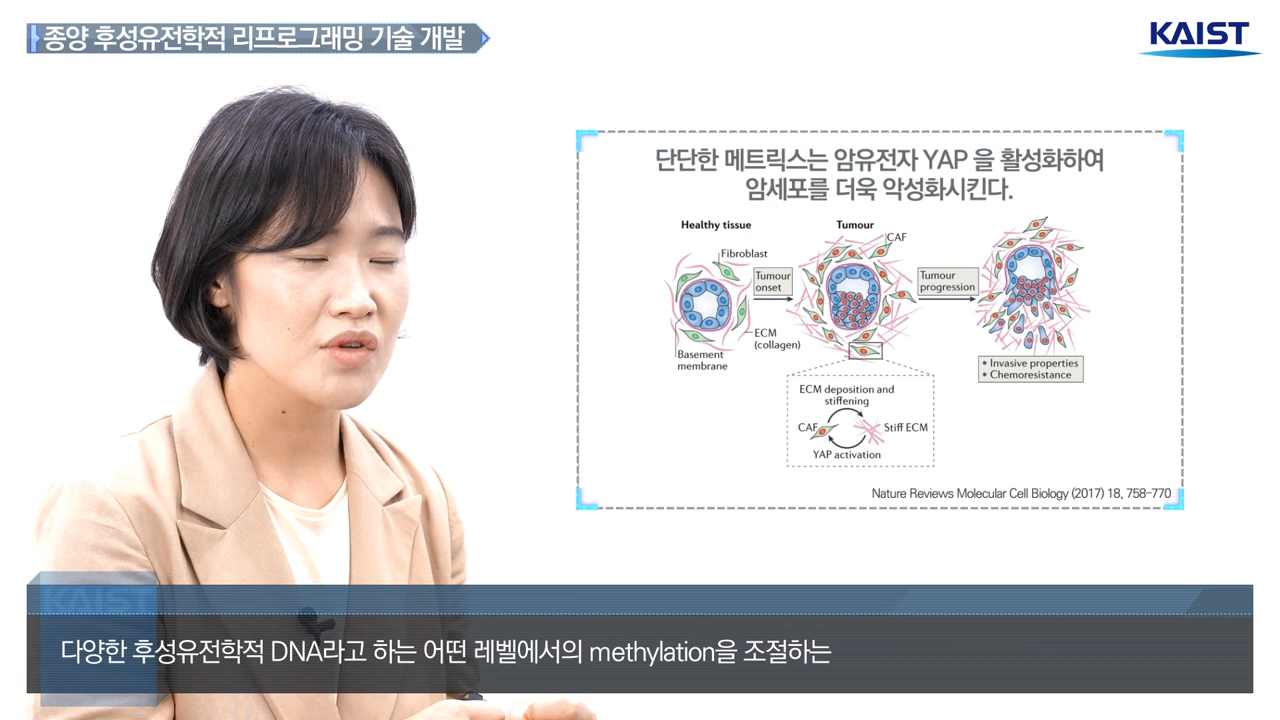 종양 후성유전학적 리프로그래밍 기술 개발
KAIST
단단한 메트릭스는 암유전자 YAP 을 활성화하여
암세포를 더욱 악성화시킨다.
Healthy tissue
Tumour
CAF
Fibroblast
Tumour
onset
Tumour
progression
ECM
(collagen)
Basement
membrane
• Invasive properties
• Chemoresistance
ECM deposition and
stiffening
CAF
Stiff ECM
YAP activation
Nature Reviews Molecular Cell Biology (2017) 18, 758-770
KAIST
다양한 후성유전학적 DNA라고 하는 어떤 레벨에서의 methylation을 조절하는